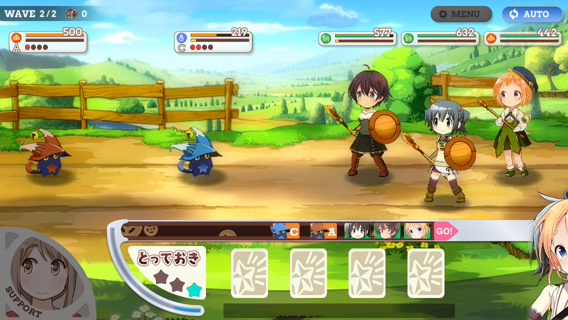 WAVE 2/2 0
MENU
AUTO
500
A
219
C
577
632
442
C
A
GO!
とっておき
SUPPORT